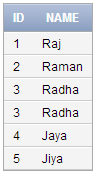 ID NAME
1 Raj
2 Raman
3 Radha
3 Radha
4 Jaya
5 Jiya